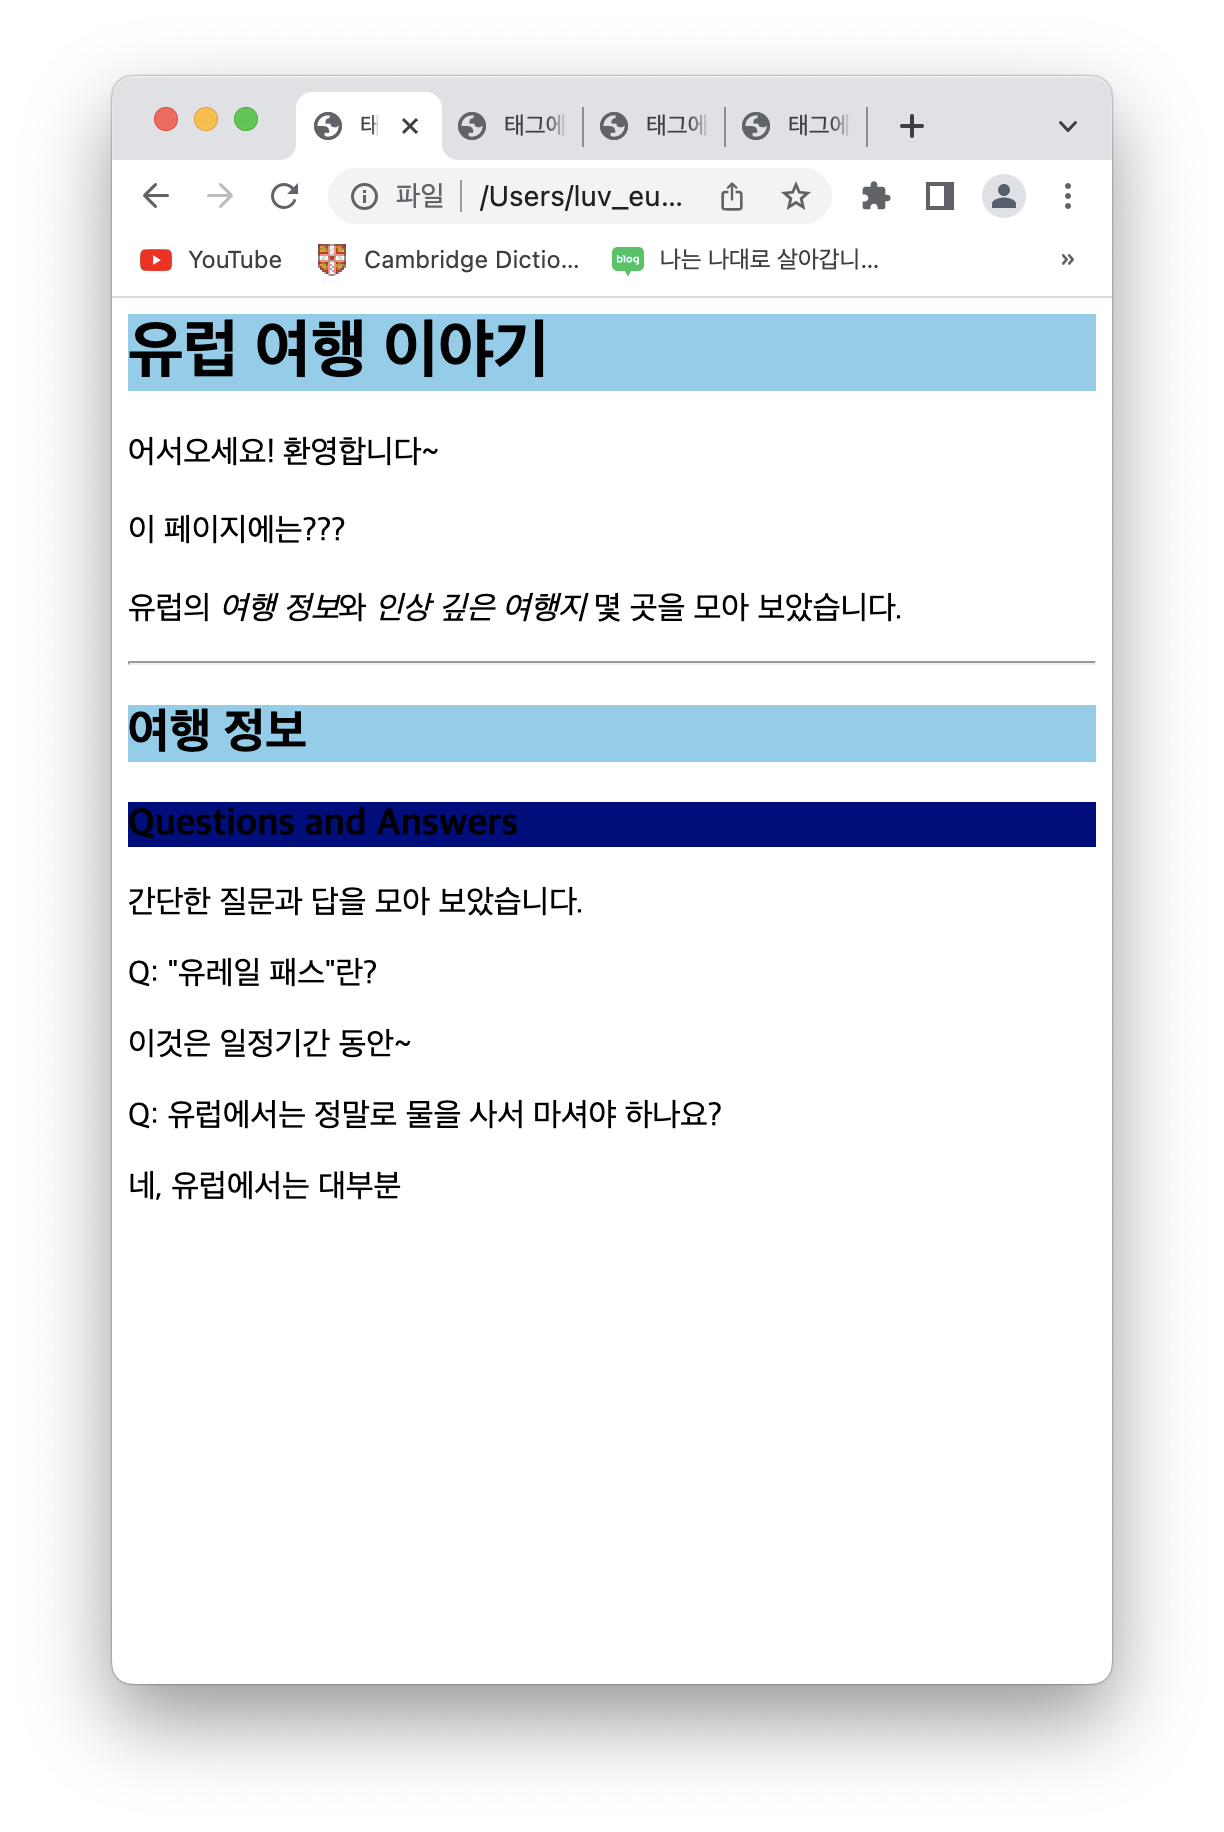 태
태그에
태그에
태그에
파일
/Users/luv_eu...
YouTube
Cambridge Dictio...
blog
나는 나대로 살아갑니...
유럽 여행 이야기
어서오세요! 환영합니다~
이 페이지에는???
유럽의 여행 정보와 인상 깊은 여행지 몇 곳을 모아 보았습니다.
여행 정보
Questions and Answers
간단한 질문과 답을 모아 보았습니다.
Q: "유레일 패스"란?
이것은 일정기간 동안~
Q: 유럽에서는 정말로 물을 사서 마셔야 하나요?
네, 유럽에서는 대부분